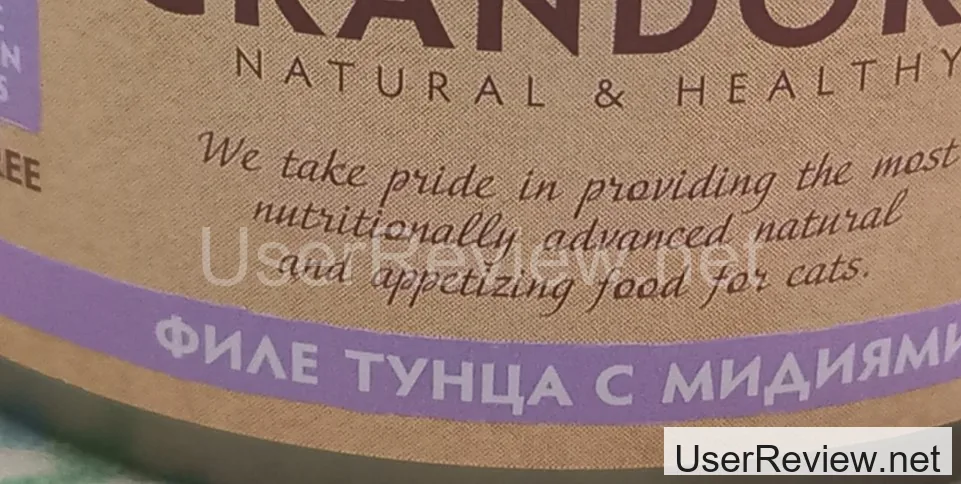 NATURAL & HEALTHY
We take pride in providing the most
nutritionally advanced natural
and appetizing food for cats.
ФИЛЕ ТУНЦА С МИДИЯМИ
UserReview.net
UserReview.net